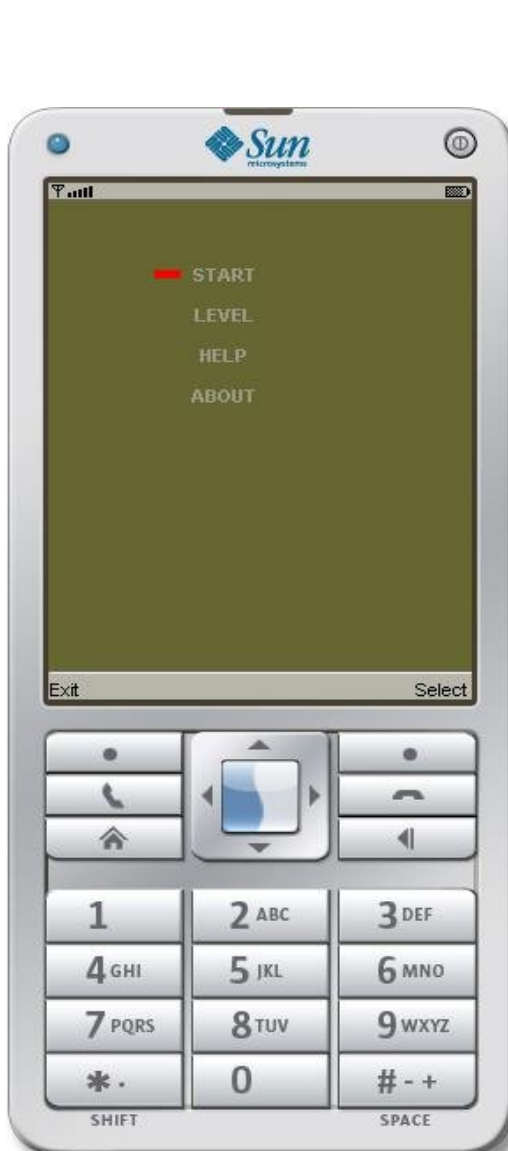 Sun
microsystems
START
LEVEL
HELP
ABOUT
Exit Select
1 2 ABC 3 DEF
4 GHI 5 JKL 6 MNO
7 PQRS 8 TUV 9 WXYZ
* . 0 # - +
SHIFT SPACE